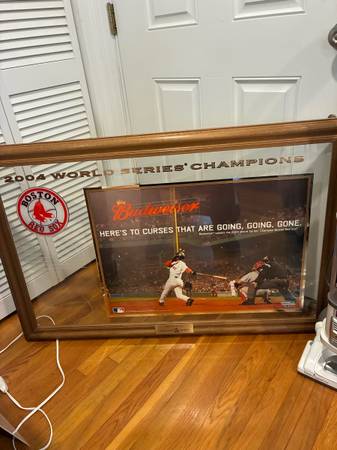 2004 WORLD SERIES CHAMPIONS
BOSTON
RED SOX
Budweiser
HERE'S TO CURSES THAT ARE GOING, GOING, GONE.